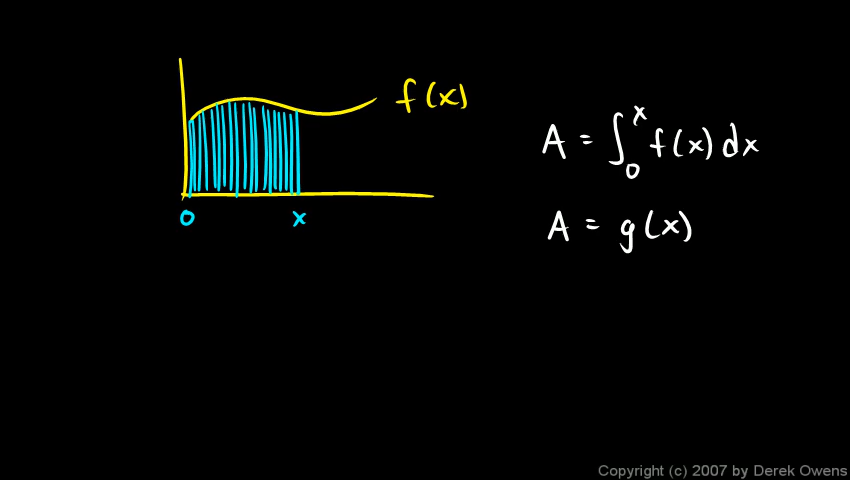 f(x)
A = ∫₀ˣ f(x) dx
A = g(x)
0 x
Copyright (c) 2007 by Derek Owens